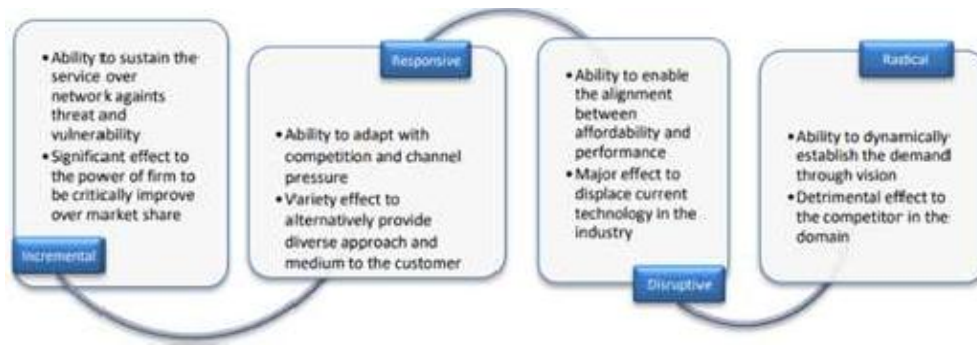 •Ability to sustain the
service over
network againts
threat and
vulnerability
•Significant effect to
the power of firm to
be critically improve
over market share
Incremental
Responsive
•Ability to adapt with
competition and channel
pressure
•Variety effect to
alternatively provide
diverse approach and
medium to the customer
•Ability to enable
the alignment
between
affordability and
performance
•Major effect to
displace current
technology in the
industry
Disruptive
Radical
•Ability to dynamically
establish the demand
through vision
•Detrimental effect to
the competitor in the
domain